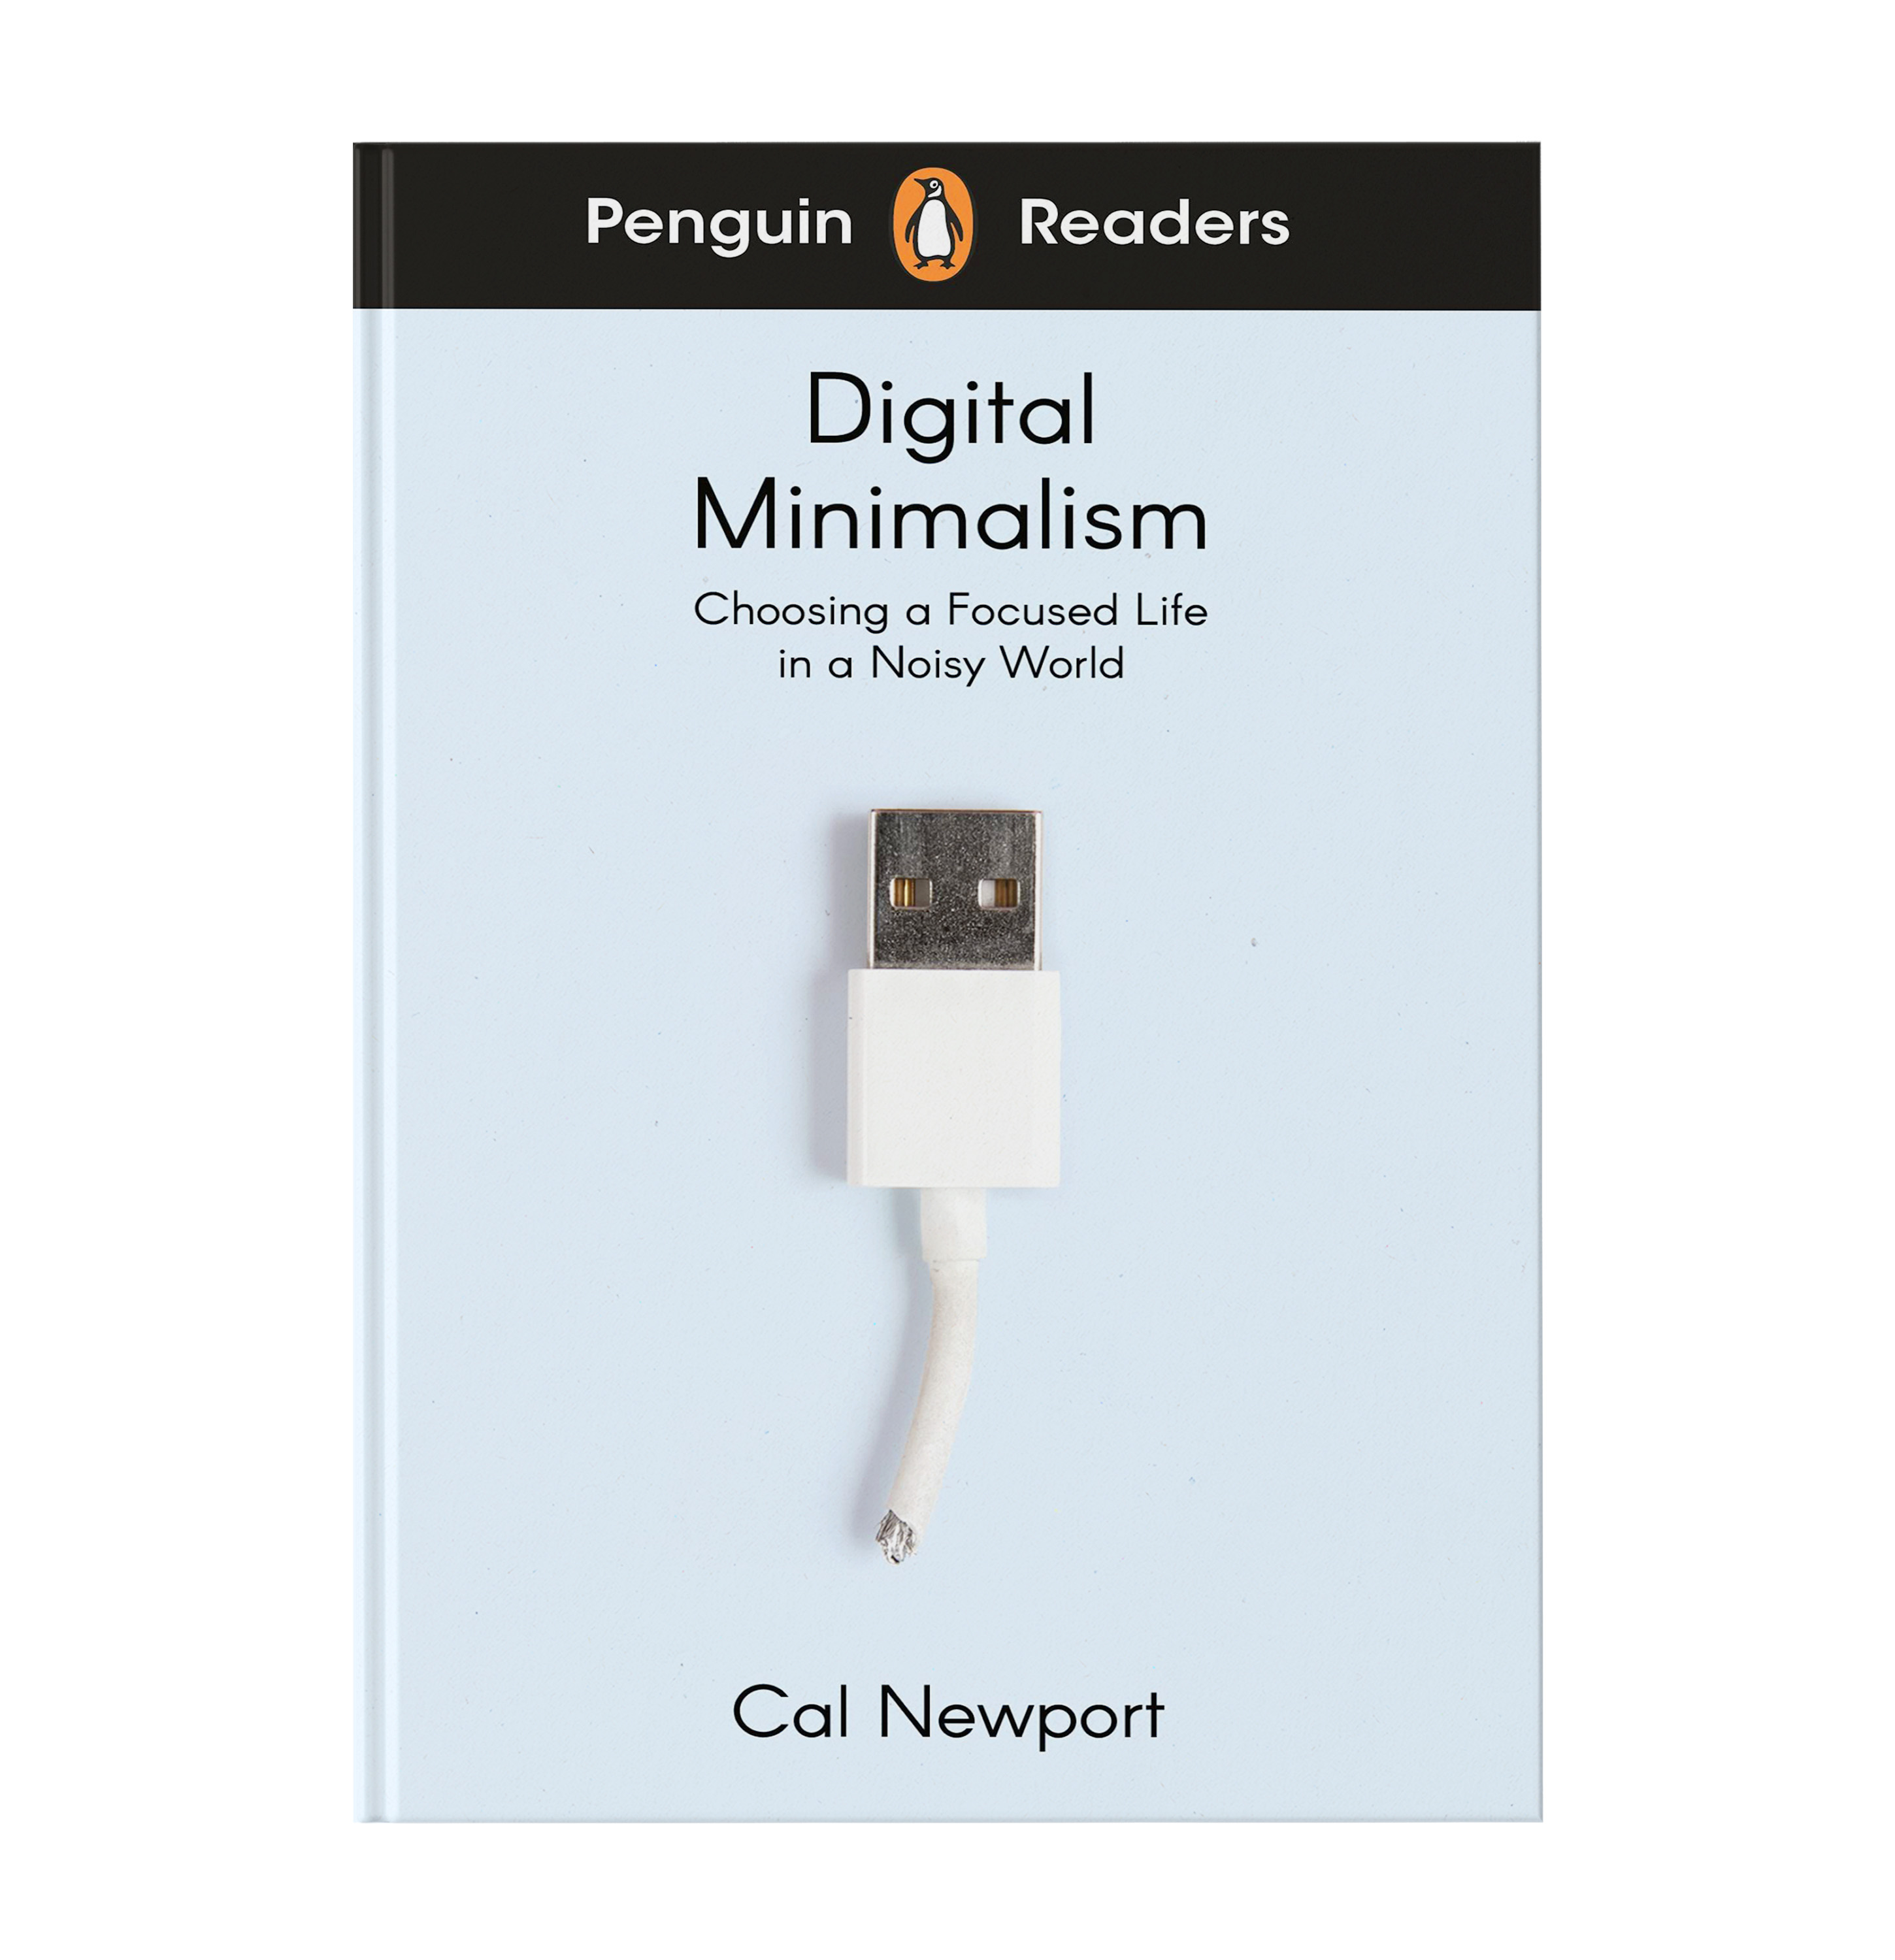 Penguin Readers
Digital
Minimalism
Choosing a Focused Life
in a Noisy World
Cal Newport